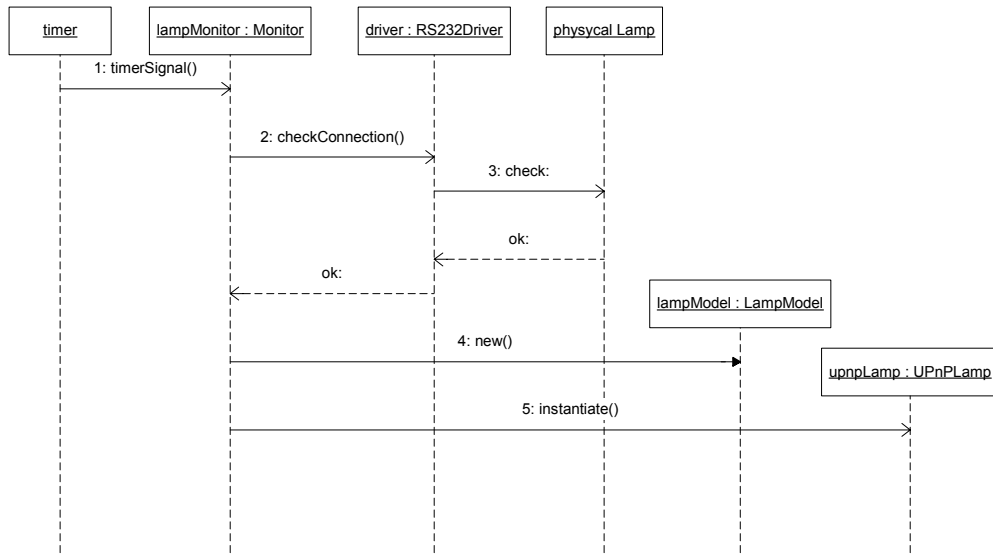 timer
lampMonitor : Monitor
driver : RS232Driver
physycal Lamp
1: timerSignal()
2: checkConnection()
3: check:
ok:
ok:
lampModel : LampModel
4: new()
upnpLamp : UPnPLamp
5: instantiate()